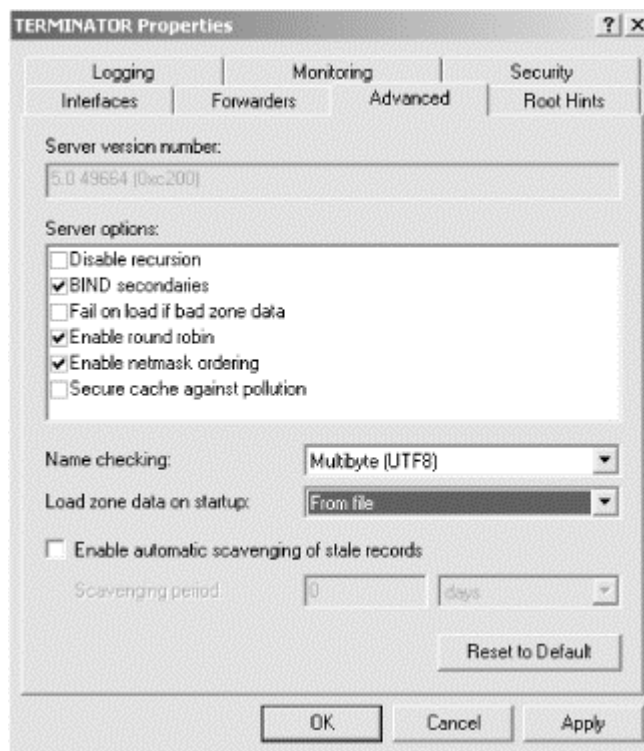 TERMINATOR Properties
Logging Monitoring Security
Interfaces Forwarders Advanced Root Hints
Server version number:
5.0 49664 (0xc200)
Server options:
Disable recursion
BIND secondaries
Fail on load if bad zone data
Enable round robin
Enable netmask ordering
Secure cache against pollution
Name checking: Multibyte (UTF8)
Load zone data on startup: From file
Enable automatic scavenging of stale records
Scavenging period: 0 days
Reset to Default
OK Cancel Apply